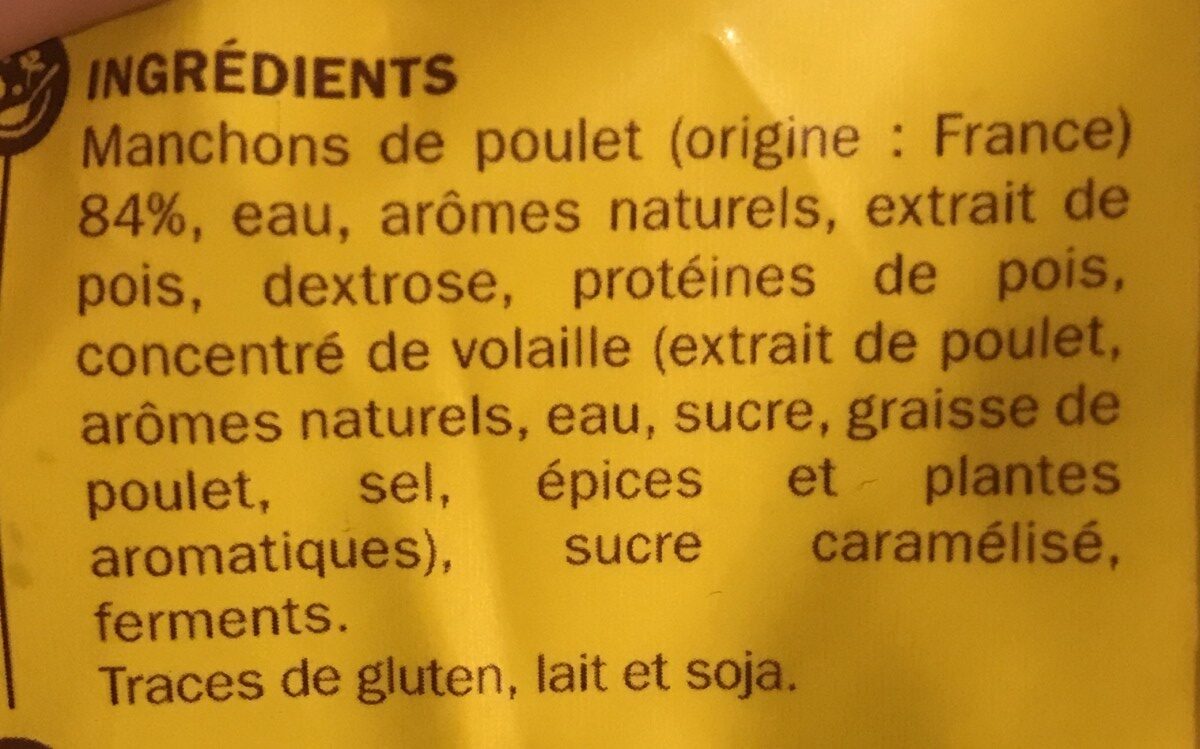 INGRÉDIENTS
Manchons de poulet (origine : France)
84%, eau, arômes naturels, extrait de
pois, dextrose, protéines de pois,
concentré de volaille (extrait de poulet,
arômes naturels, eau, sucre, graisse de
poulet, sel, épices et plantes
aromatiques), sucre caramélisé,
ferments.
Traces de gluten, lait et soja.